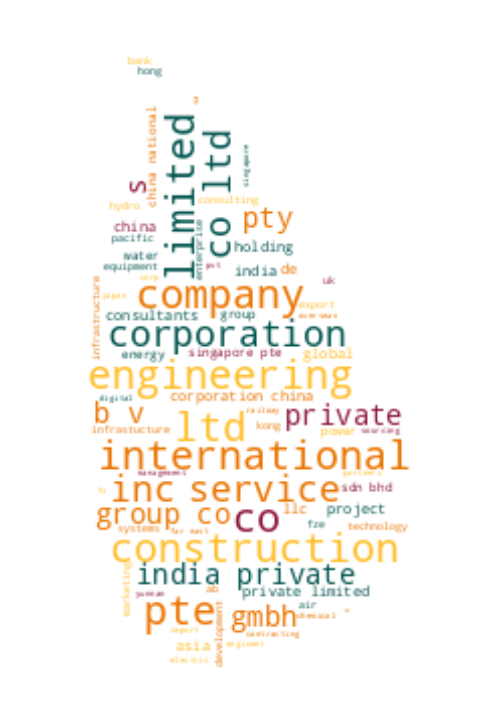 bank
hong
a
china national
limited
co ltd
singapore
s
hydro
consulting
china
pty
pacific
enterprise
holding
water
equipment
put
india de
corp
uk
infrastructure
japan
company
export
consultants
group
overseas
corporation
energy
singapore pte
global
engineering
digital
corporation china
b v
railway
private
infrastucture
ltd
kong
power
sourcing
international
management
partners
inc service
sdn bhd
group co
co
llc
project
systems
far east
fze
technology
construction
marketing
india private
yunnan
ab
private limited
pte
air
gmbh
chemical
development
import
contracting
asia
engineer
electric